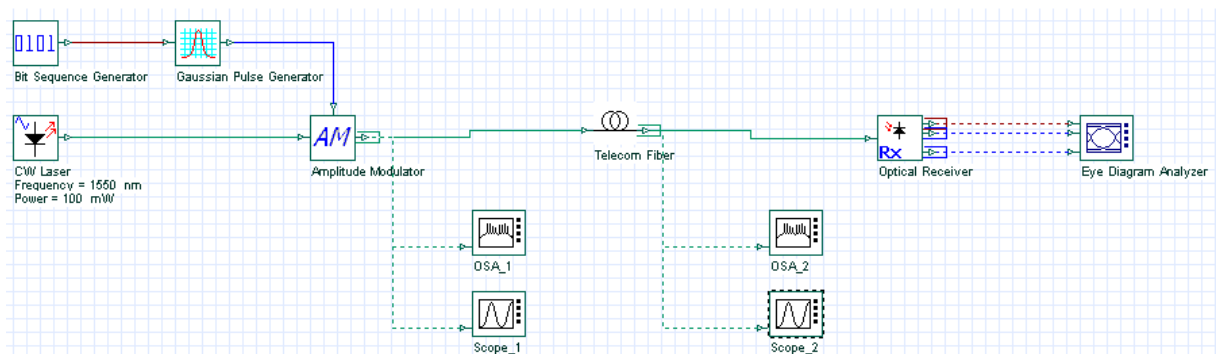 0101
Bit Sequence Generator
Gaussian Pulse Generator
CW Laser
Frequency = 1550 nm
Power = 100 mW
AM
Amplitude Modulator
Telecom Fiber
Rx
Optical Receiver
Eye Diagram Analyzer
OSA_1
OSA_2
Scope_1
Scope_2